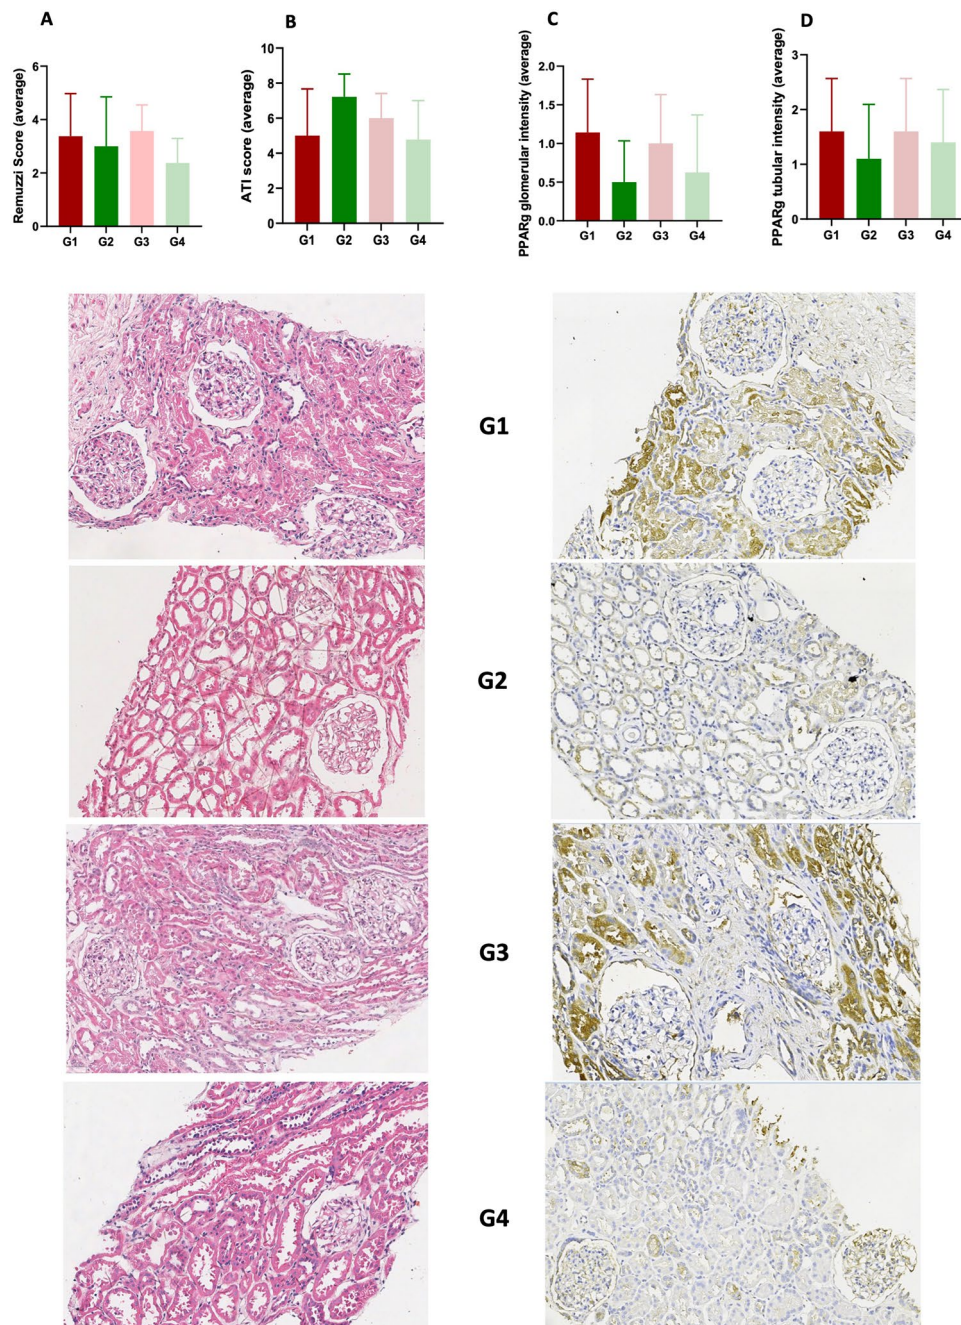 A
Remuzzi Score (average)
6
4
2
0
G1 G2 G3 G4
B
ATI score (average)
10
8
6
4
2
0
G1 G2 G3 G4
C
PPARg glomerular intensity (average)
2.0
1.5
1.0
0.5
0.0
G1 G2 G3 G4
D
PPARg tubular intensity (average)
3
2
1
0
G1 G2 G3 G4
G1
G2
G3
G4